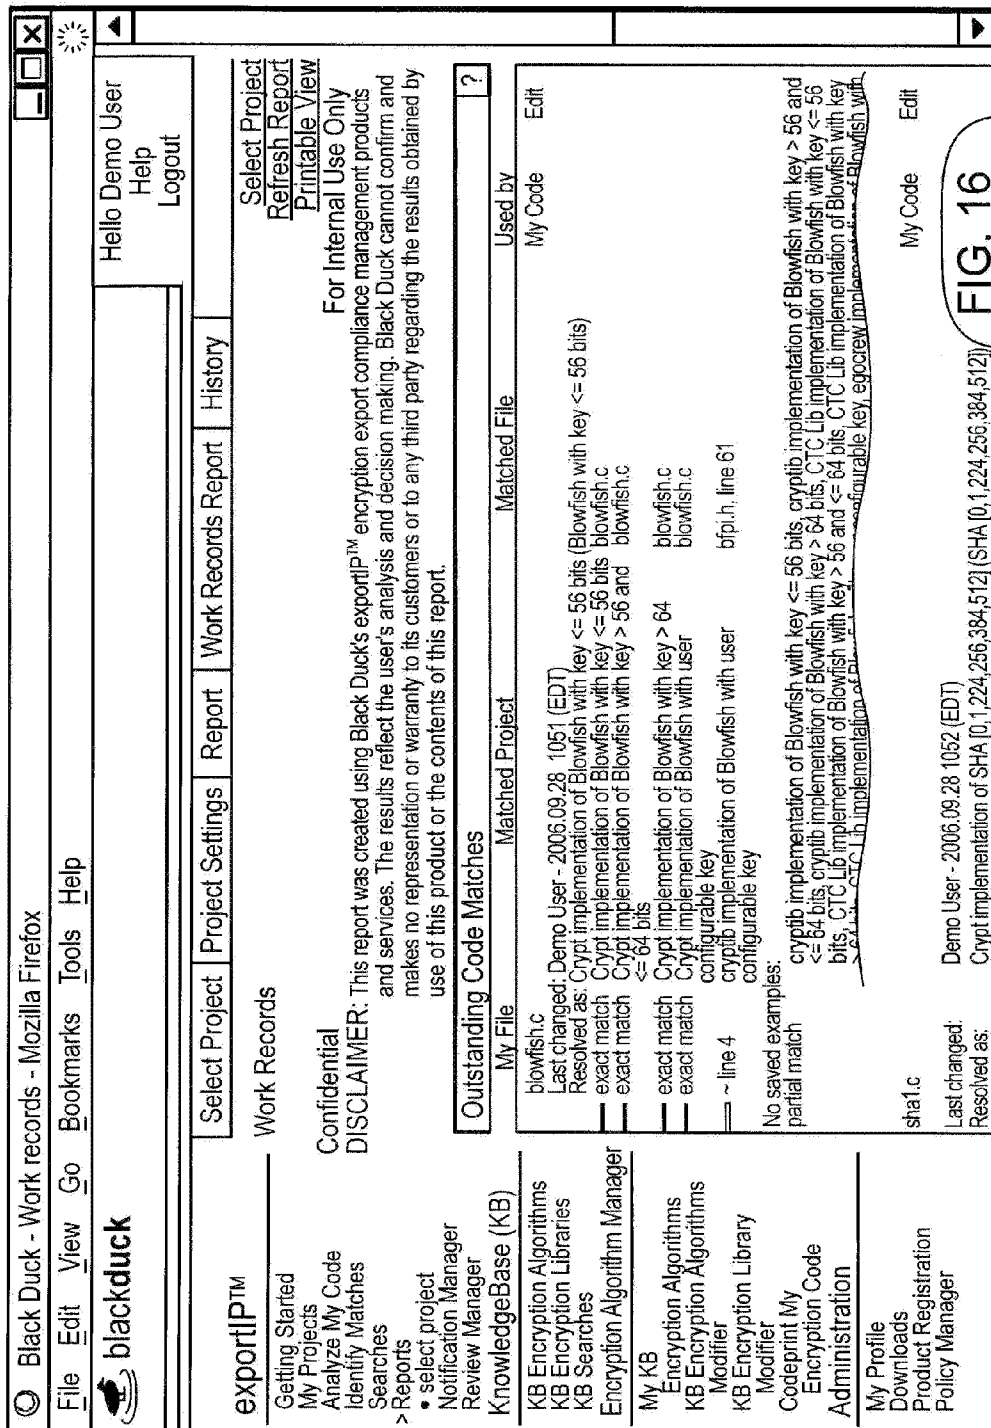 Black Duck - Work records - Mozilla Firefox
File Edit View Go Bookmarks Tools Help
blackduck
Hello Demo User
Help
Logout
Select Project Project Settings Report Work Records Report History
exportIP™
Getting Started
My Projects
Analyze My Code
Identify Matches
Searches
> Reports
• select project
Notification Manager
Review Manager
KnowledgeBase (KB)
KB Encryption Algorithms
KB Encryption Libraries
KB Searches
Encryption Algorithm Manager
My KB
Encryption Algorithms
KB Encryption Algorithms
Modifier
KB Encryption Library
Modifier
Codeprint My
Encryption Code
Administration
My Profile
Downloads
Product Registration
Policy Manager
Work Records
Select Project
Refresh Report
Printable View
Confidential
For Internal Use Only
DISCLAIMER: This report was created using Black Duck's exportIP™ encryption export compliance management products
and services. The results reflect the user's analysis and decision making. Black Duck cannot confirm and
makes no representation or warranty to its customers or to any third party regarding the results obtained by
use of this product or the contents of this report.
Outstanding Code Matches ?
My File Matched Project Matched File Used by
blowfish.c My Code Edit
Last changed: Demo User - 2006.09.28 1051 (EDT)
Resolved as: Crypt implementation of Blowfish with key <= 56 bits (Blowfish with key <= 56 bits)
exact match Crypt implementation of Blowfish with key <= 56 bits blowfish.c
exact match Crypt implementation of Blowfish with key > 56 and blowfish.c
<= 64 bits
exact match Crypt implementation of Blowfish with key > 64 blowfish.c
exact match Crypt implementation of Blowfish with user blowfish.c
configurable key
~ line 4 cryptib implementation of Blowfish with user bfpi.h, line 61
configurable key
No saved examples:
partial match cryptib implementation of Blowfish with key <= 56 bits, cryptib implementation of Blowfish with key > 56 and
<= 64 bits, cryptib implementation of Blowfish with key > 64 bits, CTC Lib implementation of Blowfish with key <= 56
bits, CTC Lib implementation of Blowfish with key > 56 and <= 64 bits, CTC Lib implementation of Blowfish with key
CTC Lib implementation of configurable key, egocrew implementation of Blowfish with
sha1.c My Code Edit
Last changed: Demo User - 2006.09.28 1052 (EDT)
Resolved as: Crypt implementation of SHA [0,1,224,256,384,512] (SHA [0,1,224,256,384,512])
FIG. 16